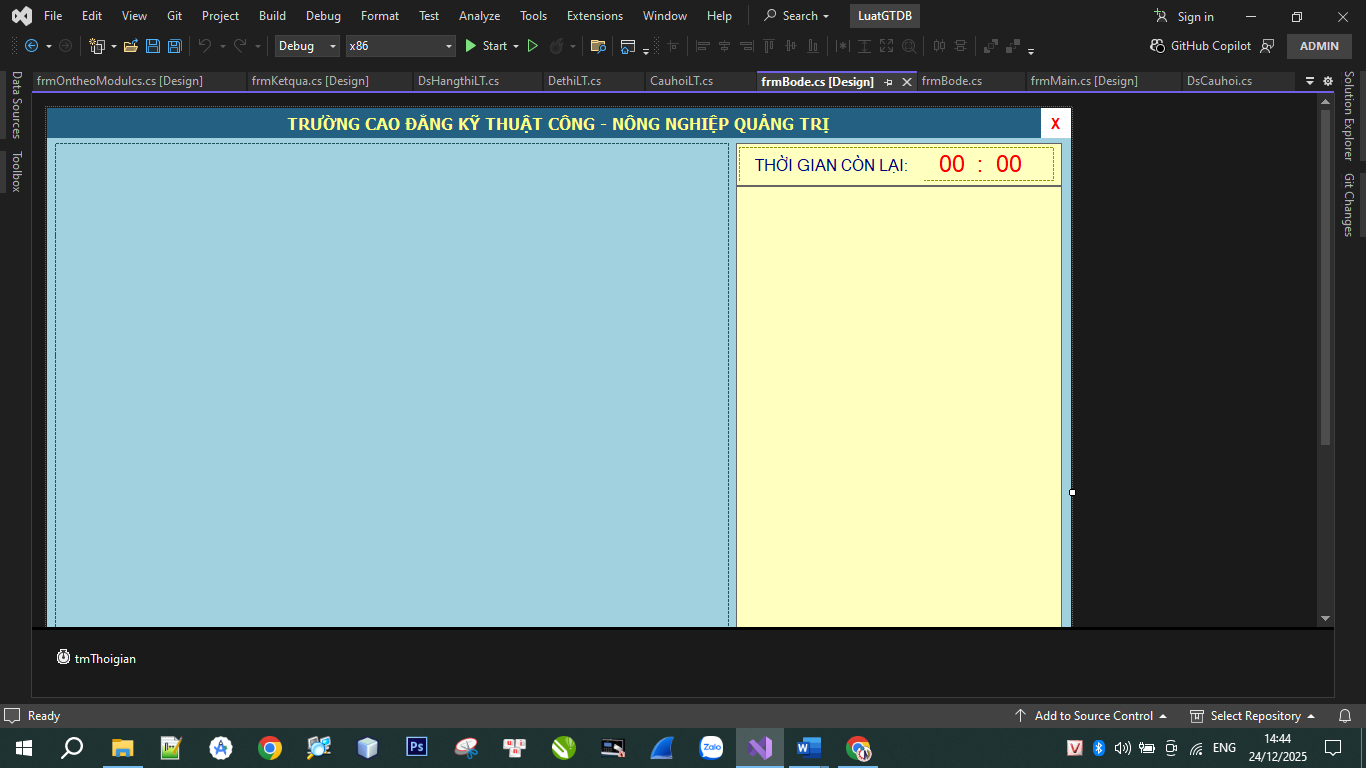 File Edit View Git Project Build Debug Format Test Analyze Tools Extensions Window Help Search LuatGTDB Sign in
Debug x86 Start GitHub Copilot ADMIN
frmOntheoModulcs.cs [Design] frmKetqua.cs [Design] DsHangthiLT.cs DethiLT.cs CauhoiLT.cs frmBode.cs [Design] frmBode.cs frmMain.cs [Design] DsCauhoi.cs
Data Sources
Toolbox
Solution Explorer
Git Changes
TRƯỜNG CAO ĐẲNG KỸ THUẬT CÔNG - NÔNG NGHIỆP QUẢNG TRỊ X
THỜI GIAN CÒN LẠI: 00 : 00
tmThoigian
Ready Add to Source Control Select Repository
Ps Zalo W V ENG 14:44
24/12/2025